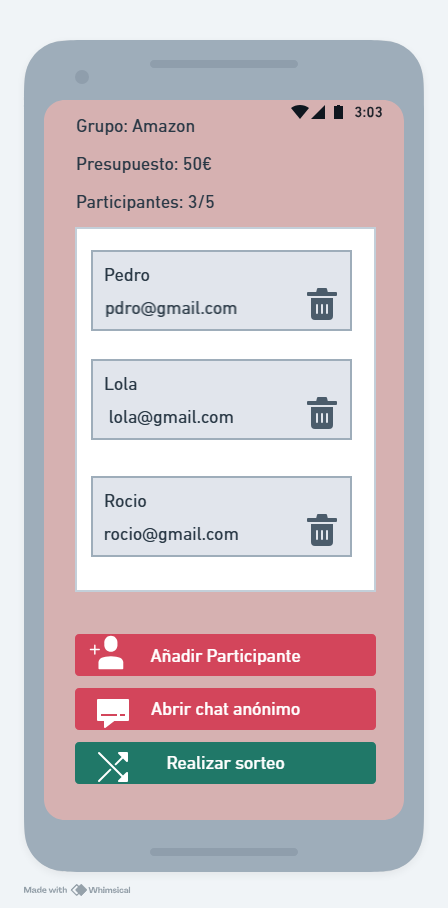 3:03
Grupo: Amazon
Presupuesto: 50€
Participantes: 3/5
Pedro
pdro@gmail.com
Lola
lola@gmail.com
Rocio
rocio@gmail.com
Añadir Participante
Abrir chat anónimo
Realizar sorteo
Made with Whimsical